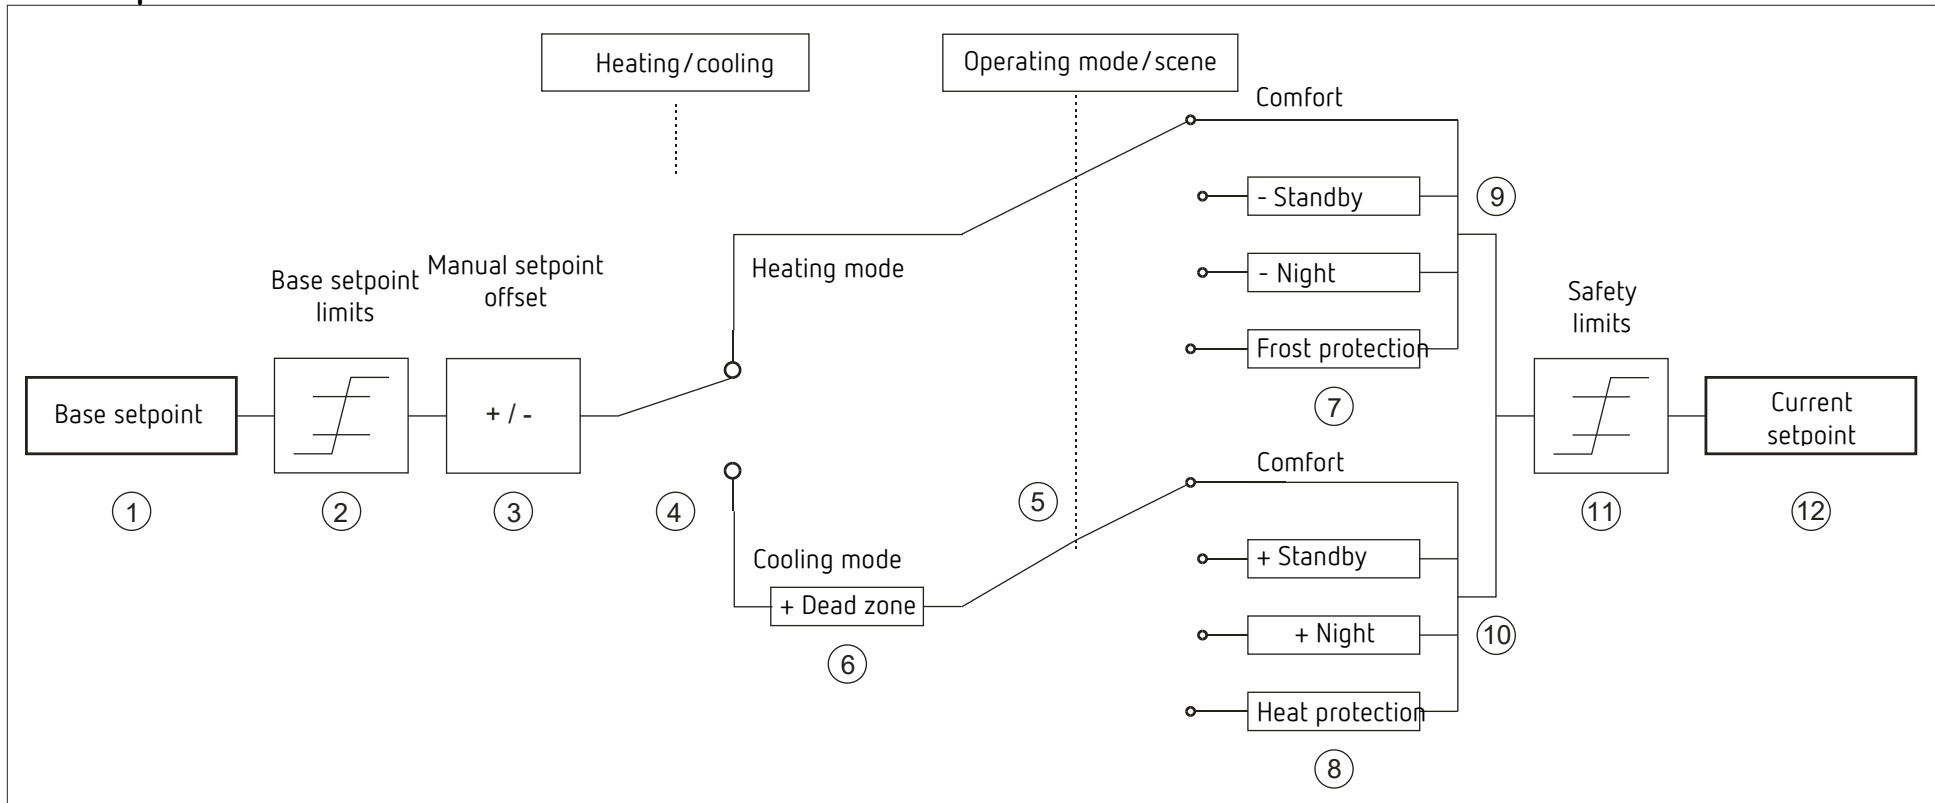 Heating/cooling
Operating mode/scene
Comfort
- Standby
9
- Night
Heating mode
Manual setpoint
offset
Base setpoint
limits
Safety
limits
Frost protection
7
Base setpoint
+ / -
Current
setpoint
Comfort
1
2
3
4
5
11
12
Cooling mode
+ Standby
+ Dead zone
+ Night
10
6
Heat protection
8